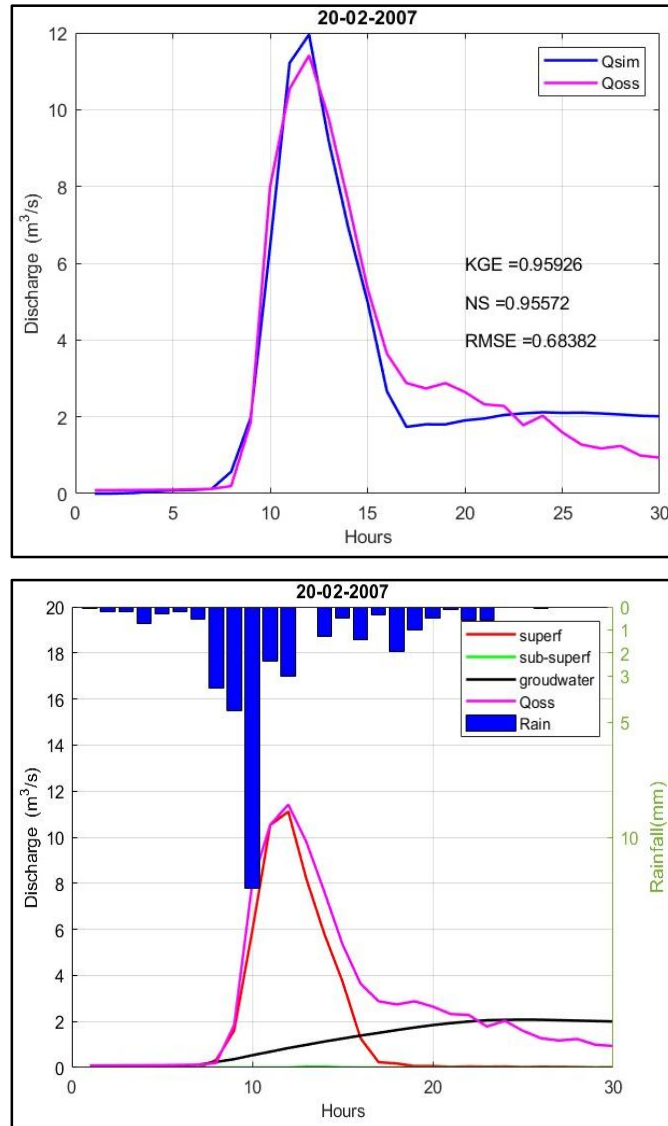 20-02-2007
12
10
8
6
4
2
0
Discharge (m³/s)
Qsim
Qoss
KGE =0.95926
NS =0.95572
RMSE =0.68382
0 5 10 15 20 25 30
Hours
20-02-2007
20
18
16
14
12
10
8
6
4
2
0
Discharge (m³/s)
superf
sub-superf
groudwater
Qoss
Rain
0
1
2
3
5
10
Rainfall(mm)
0 10 20 30
Hours